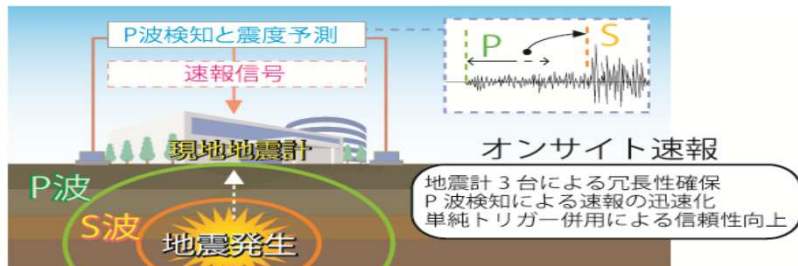 P波検知と震度予測
速報信号
P
S
現地地震計
オンサイト速報
地震計3台による冗長性確保
P波検知による速報の迅速化
単純トリガー併用による信頼性向上
P波
S波
地震発生